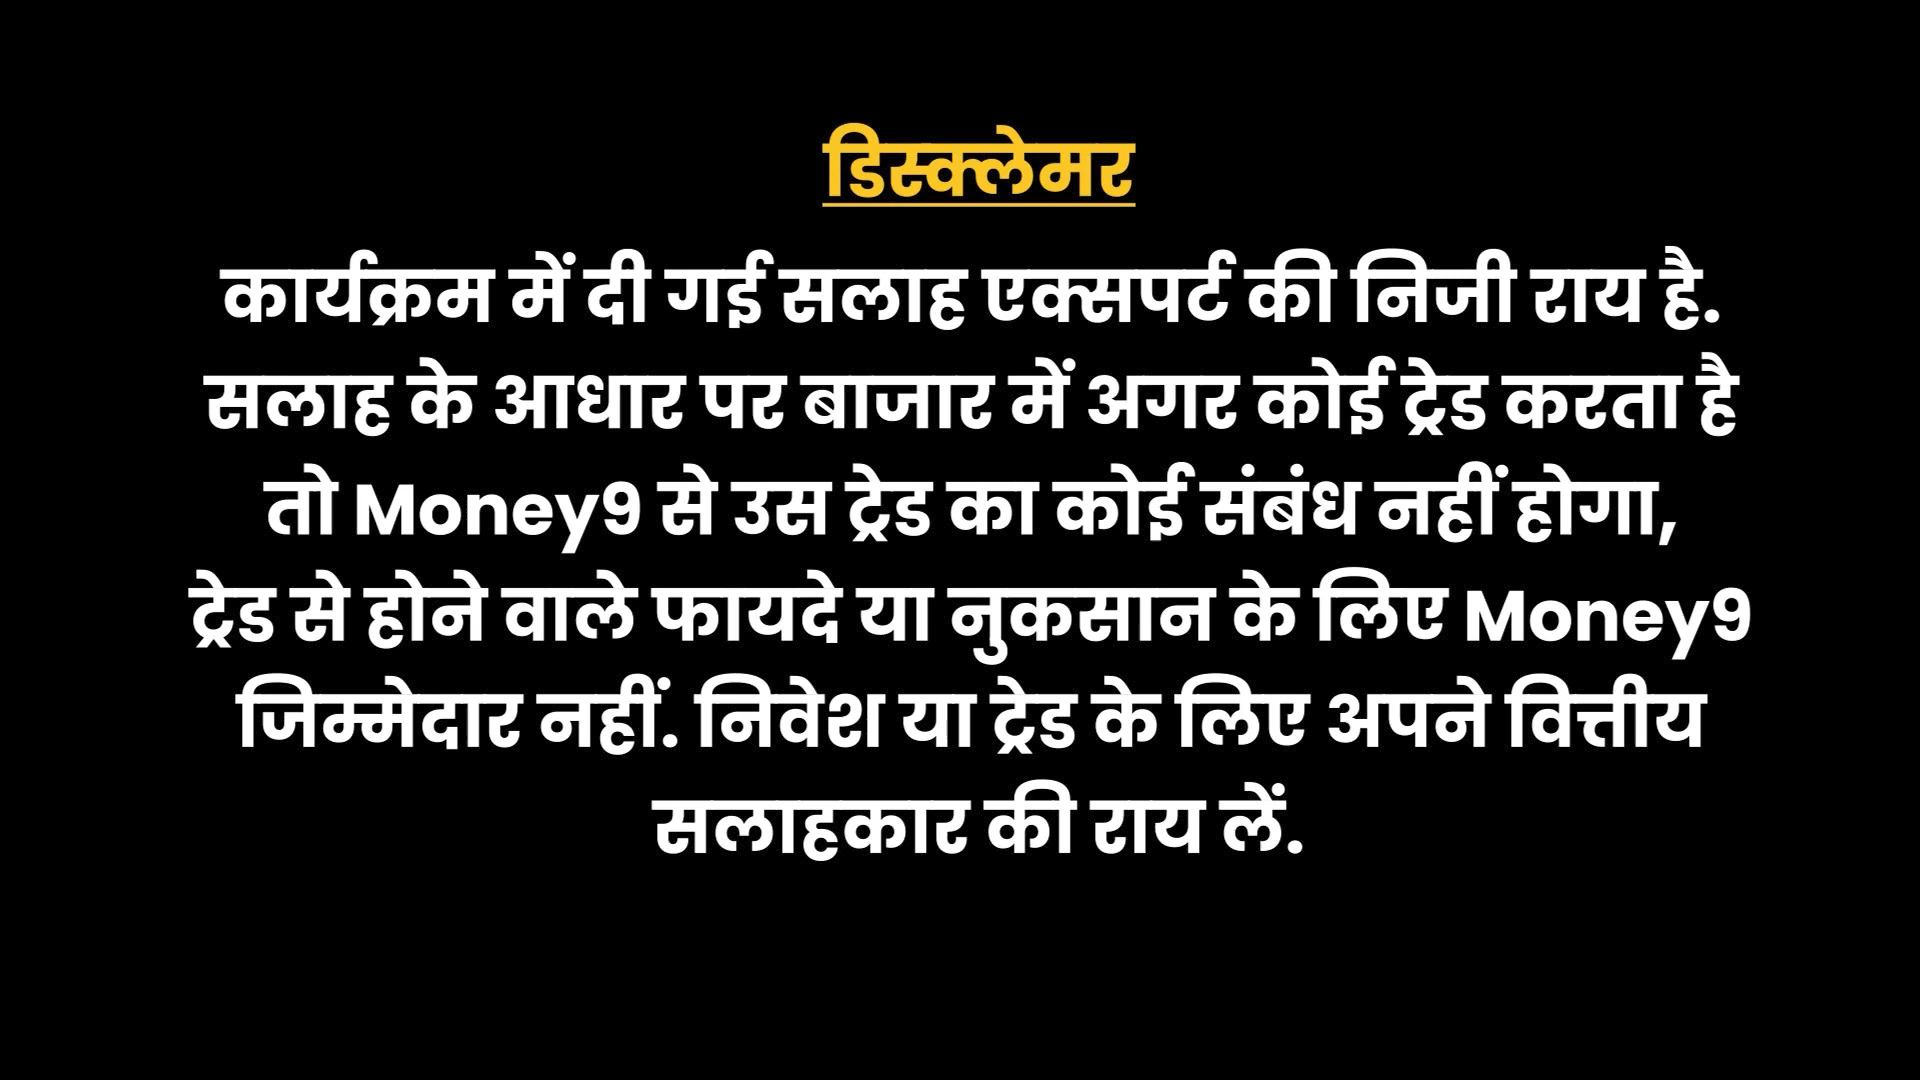 डिस्क्लेमर
कार्यक्रम में दी गई सलाह एक्सपर्ट की निजी राय है.
सलाह के आधार पर बाजार में अगर कोई ट्रेड करता है
तो Money9 से उस ट्रेड का कोई संबंध नहीं होगा,
ट्रेड से होने वाले फायदे या नुकसान के लिए Money9
जिम्मेदार नहीं. निवेश या ट्रेड के लिए अपने वित्तीय
सलाहकार की राय लें.